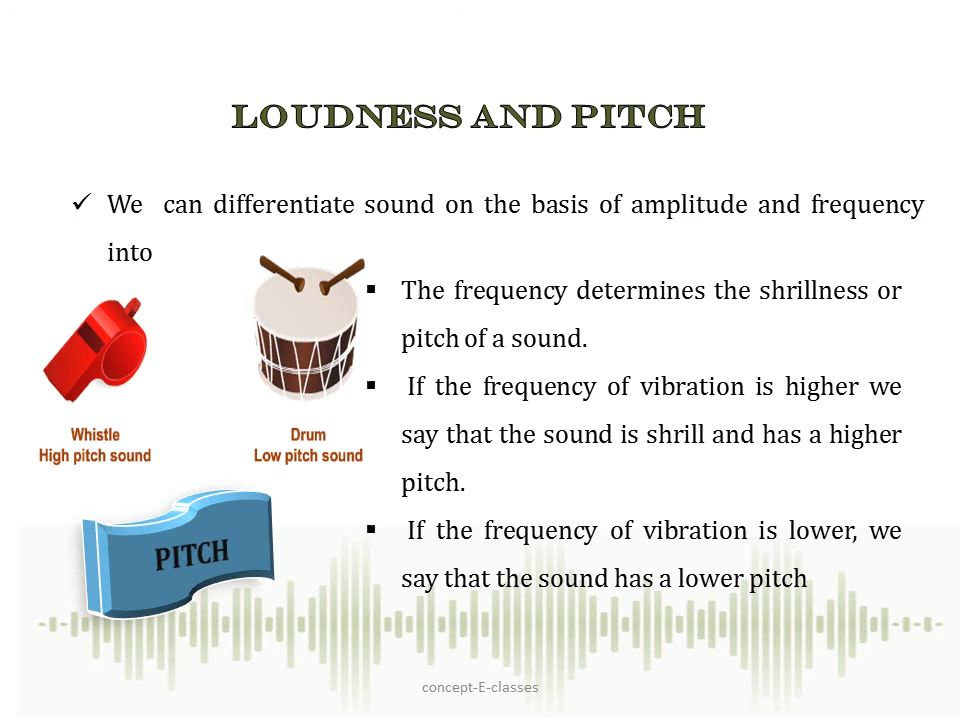 LOUDNESS AND PITCH
✓ We can differentiate sound on the basis of amplitude and frequency
into
▪ The frequency determines the shrillness or
pitch of a sound.
▪ If the frequency of vibration is higher we
say that the sound is shrill and has a higher
pitch.
▪ If the frequency of vibration is lower, we
say that the sound has a lower pitch
Whistle
High pitch sound
Drum
Low pitch sound
PITCH
concept-E-classes